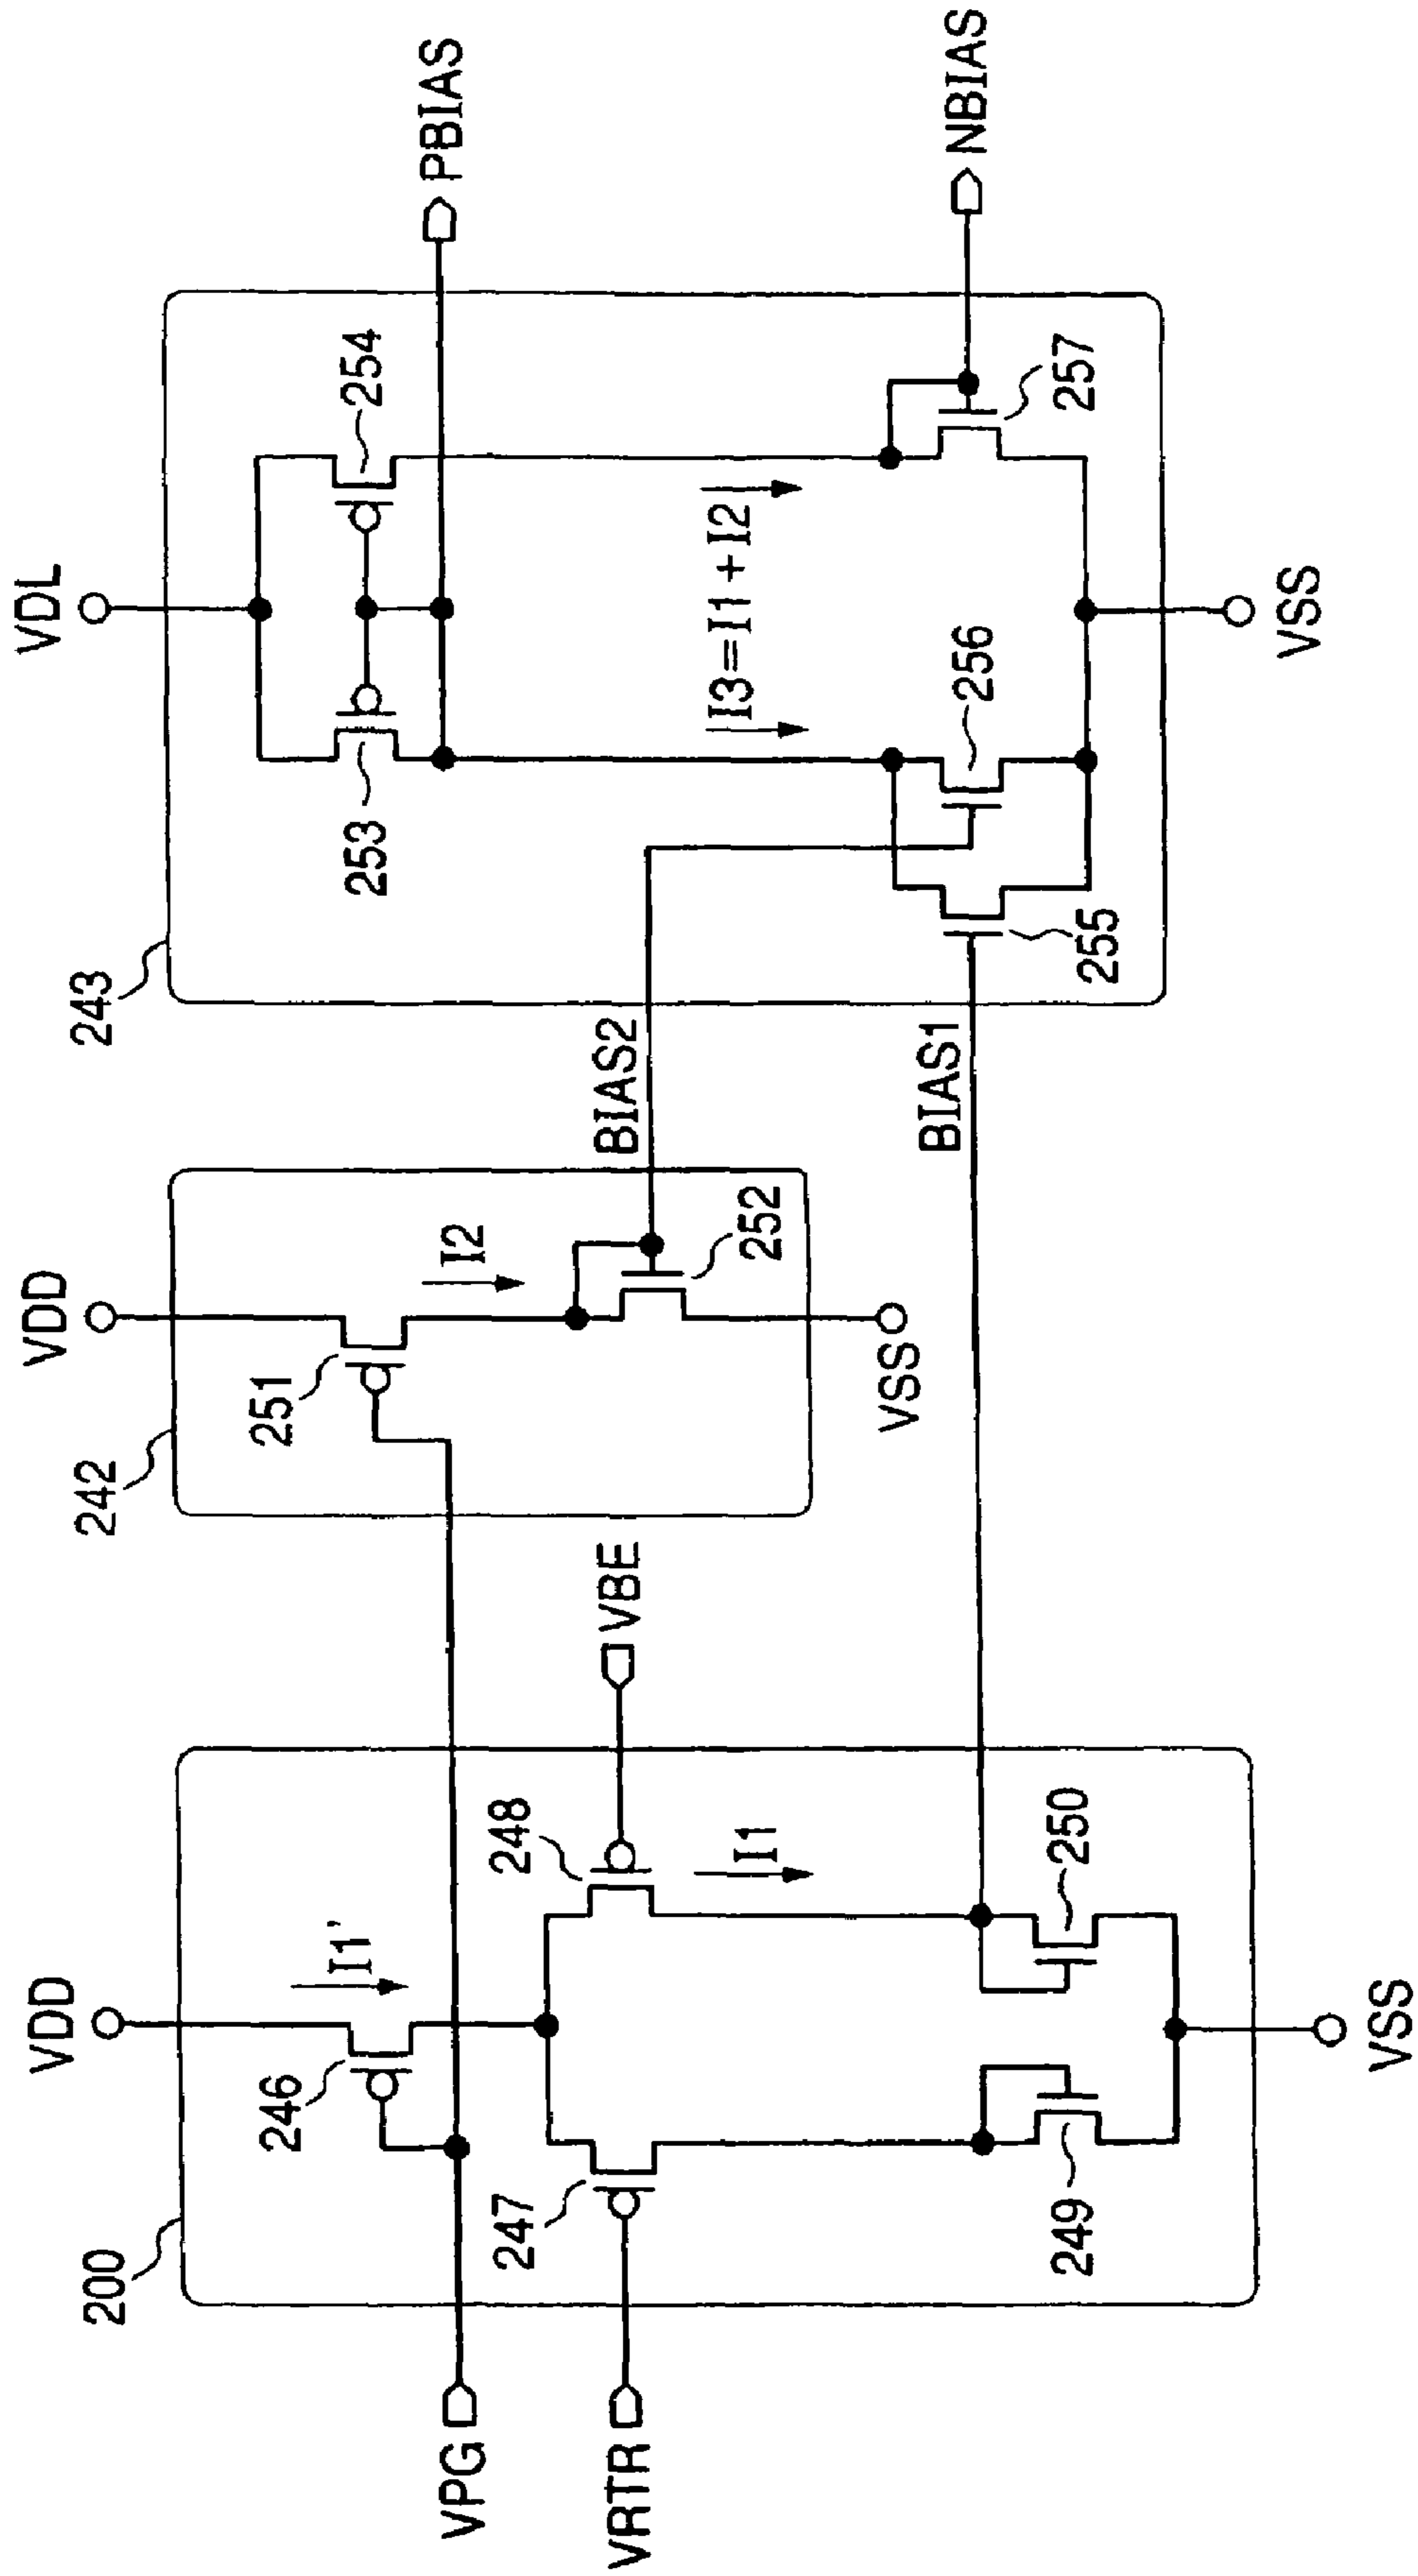 200
VDD
246
I1'
VPG
VRTR
247
248
VBE
I1
249
250
VSS
242
VDD
251
I2
252
VSS
BIAS2
BIAS1
243
VDL
253
254
PBIAS
I3=I1+I2
255
256
257
NBIAS
VSS